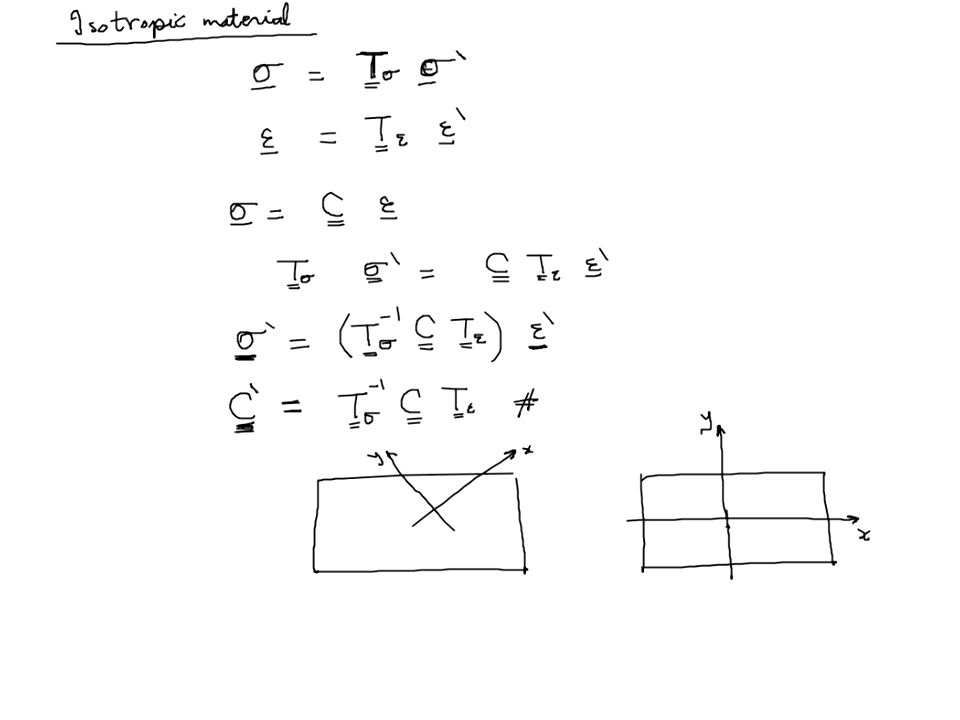 Isotropic material
σ = T_σ σ`
ε = T_ε ε`
σ = C ε
T_σ σ` = C T_ε ε`
σ` = (T_σ^-1 C T_ε) ε`
C` = T_σ^-1 C T_ε #
y x
y
x